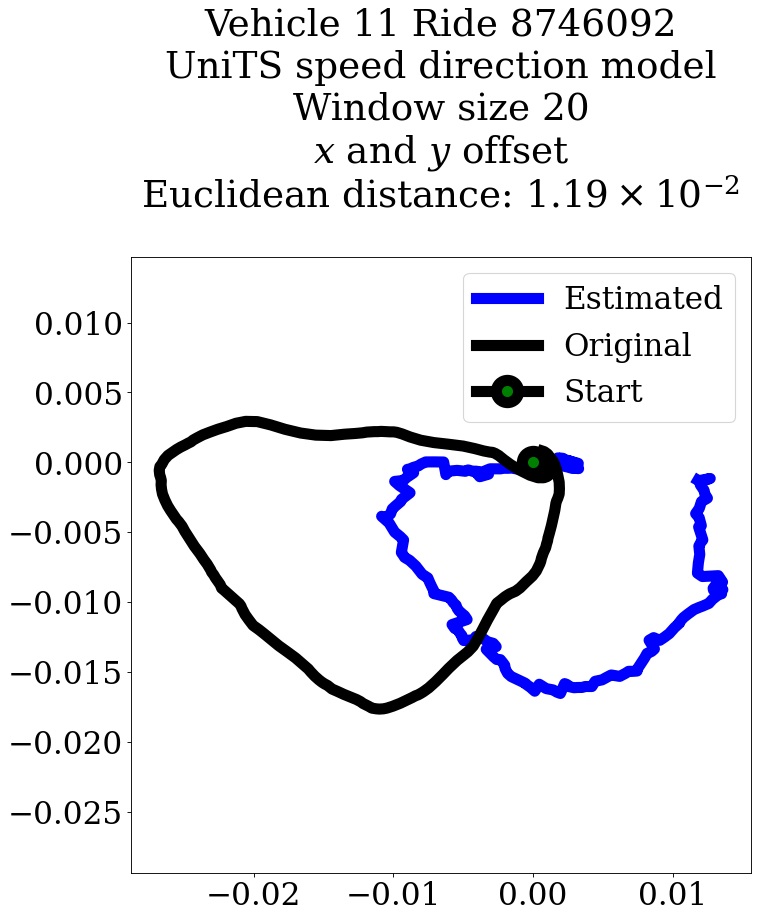 Vehicle 11 Ride 8746092
UniTS speed direction model
Window size 20
x and y offset
Euclidean distance: 1.19 × 10⁻²
Estimated
Original
Start
0.010
0.005
0.000
−0.005
−0.010
−0.015
−0.020
−0.025
−0.02 −0.01 0.00 0.01